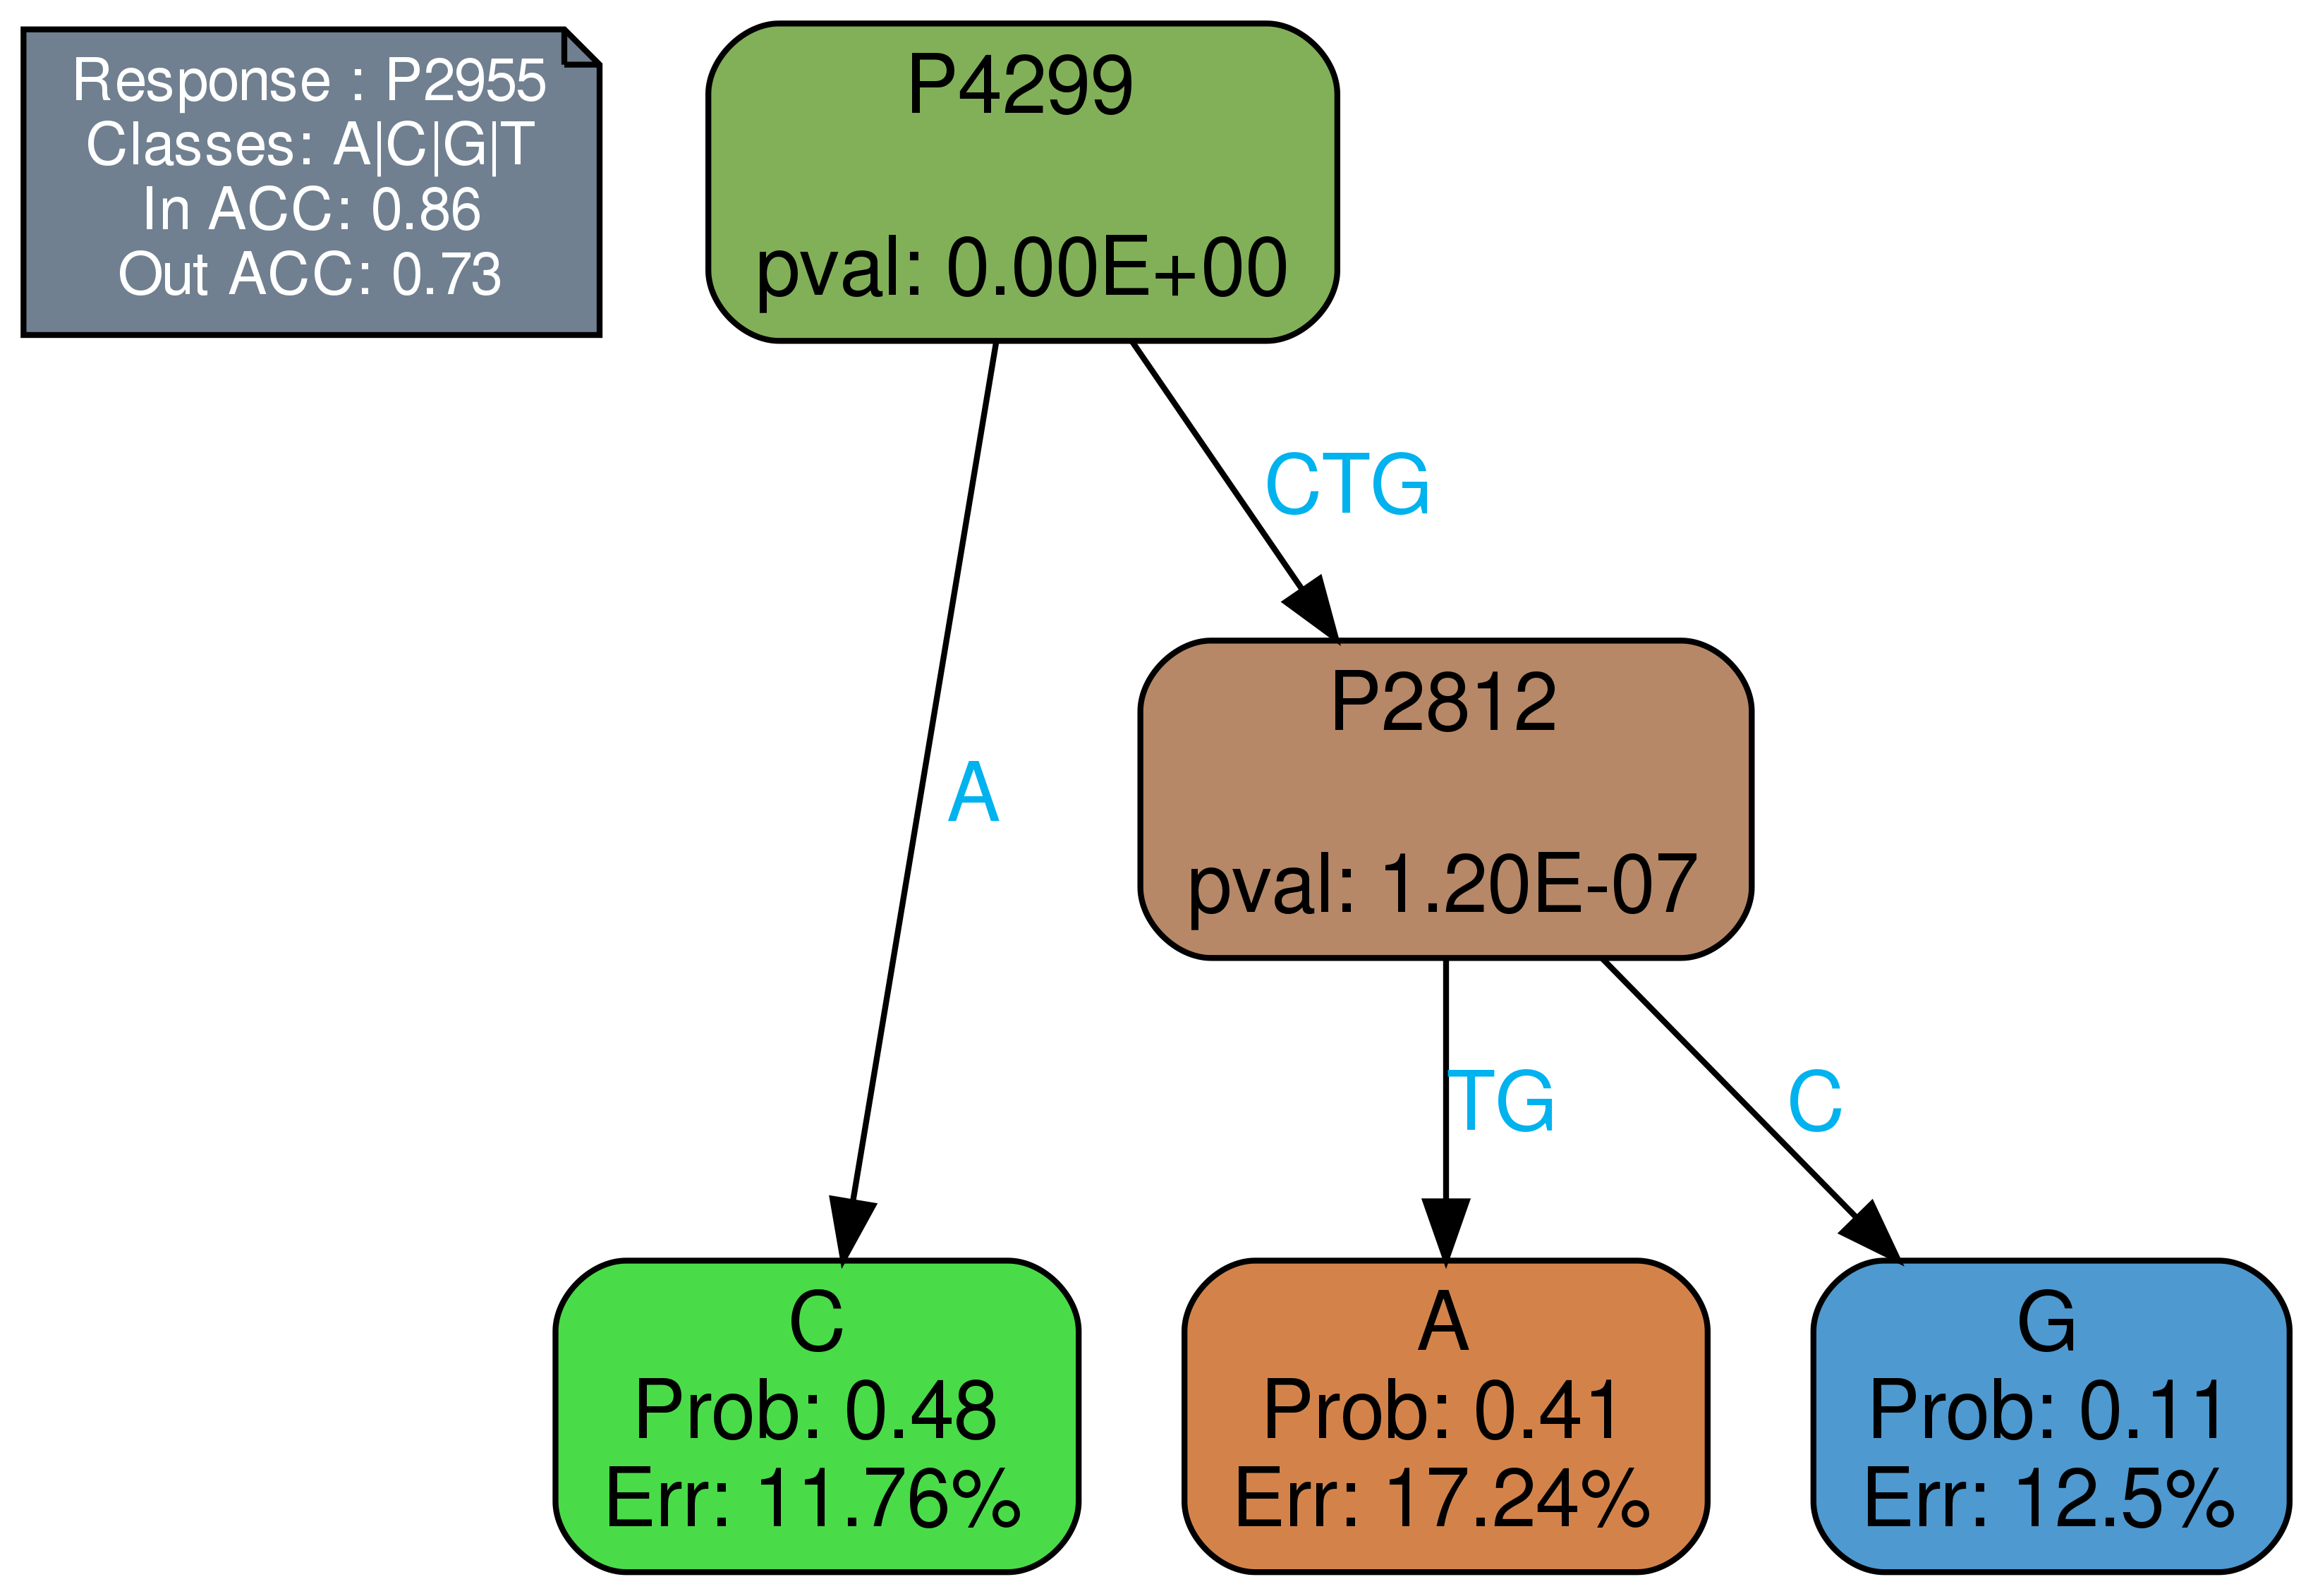 Response : P2955
Classes: A|C|G|T
In ACC: 0.86
Out ACC: 0.73
P4299
pval: 0.00E+00
CTG
A
P2812
pval: 1.20E-07
TG
C
C
Prob: 0.48
Err: 11.76%
A
Prob: 0.41
Err: 17.24%
G
Prob: 0.11
Err: 12.5%